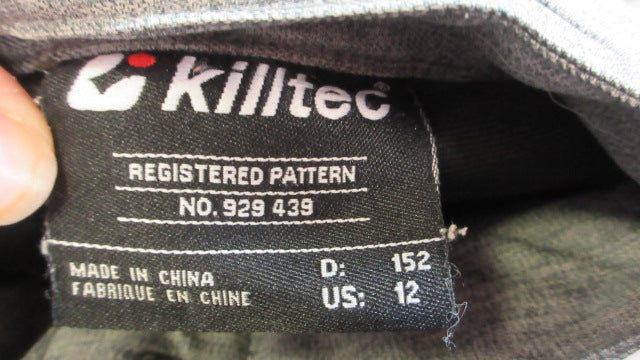 killtec
REGISTERED PATTERN
NO. 929 439
MADE IN CHINA
FABRIQUE EN CHINE
D: 152
US: 12